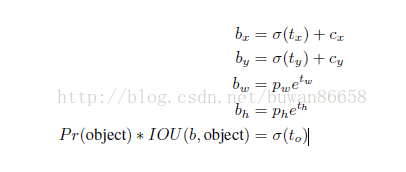 b_x = σ(t_x) + c_x
b_y = σ(t_y) + c_y
b_w = p_w e^{t_w}
http://blog.csdn.net/buwan86658
b_h = p_h e^{t_h}
Pr(object) * IOU(b, object) = σ(t_o)